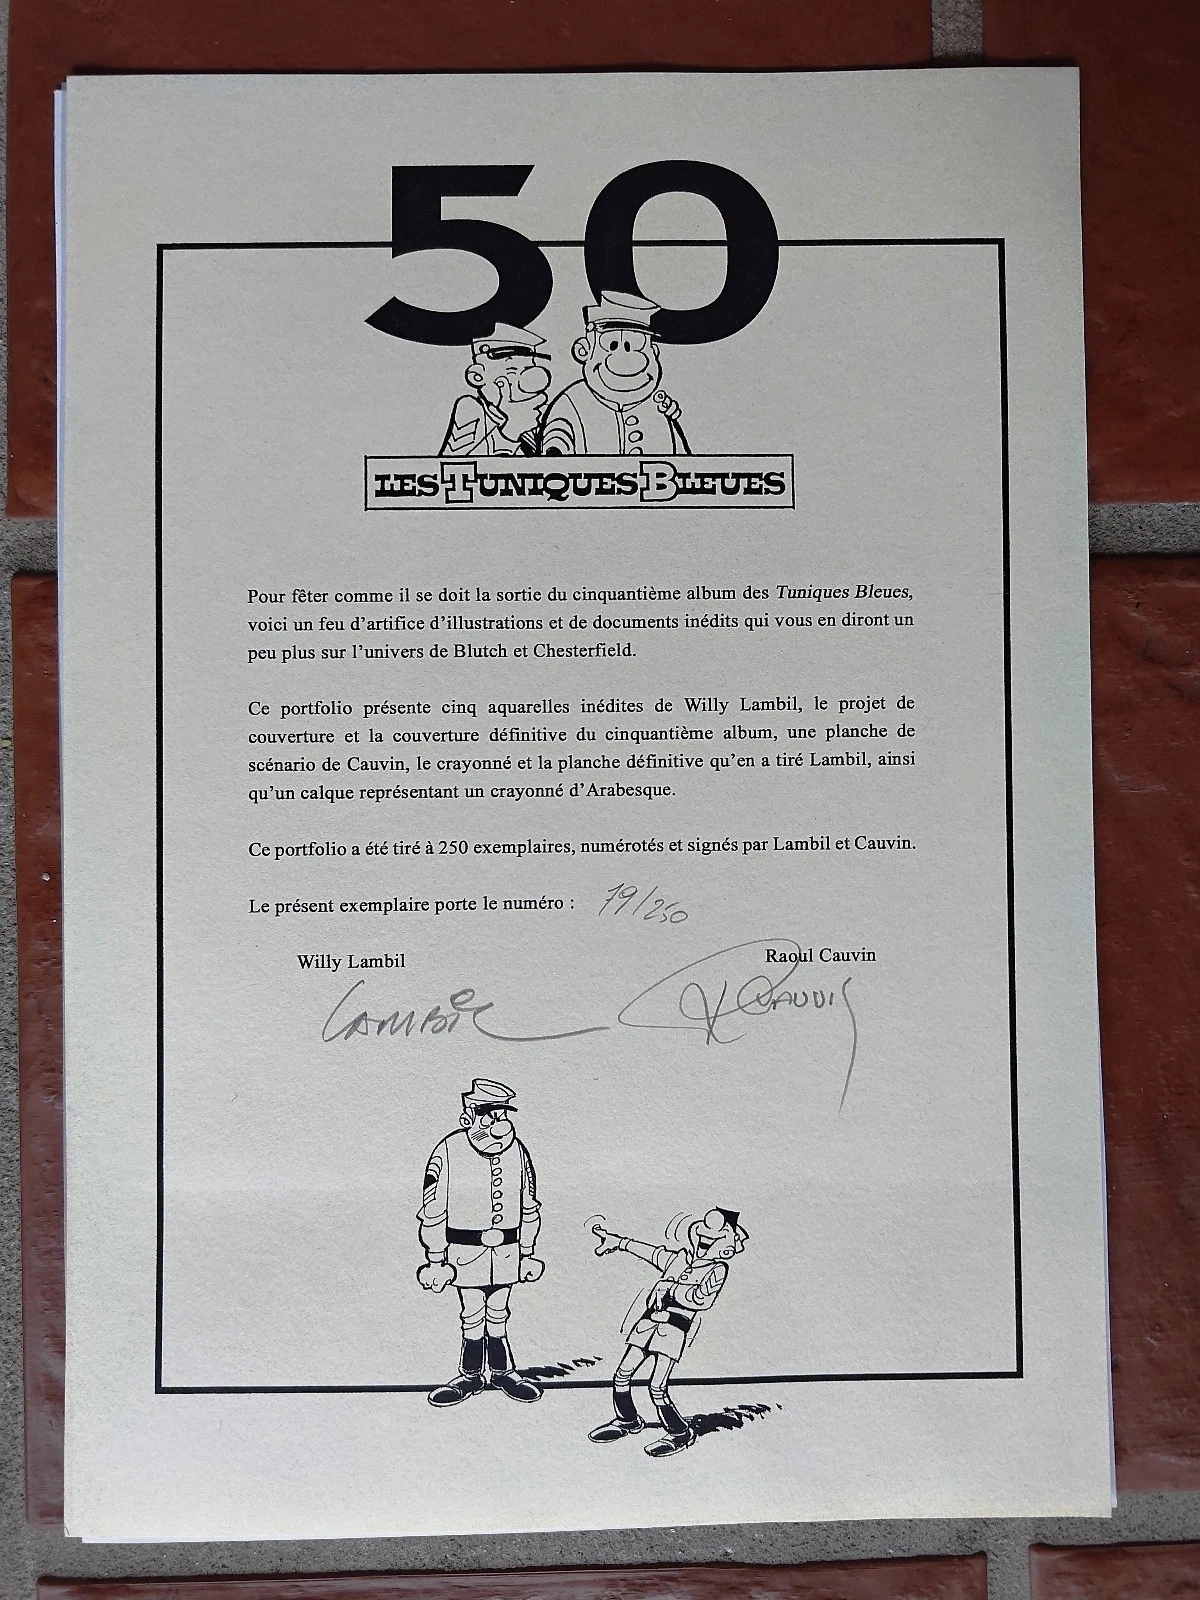 50
LES TUNIQUES BLEUES
Pour fêter comme il se doit la sortie du cinquantième album des Tuniques Bleues,
voici un feu d'artifice d'illustrations et de documents inédits qui vous en diront un
peu plus sur l'univers de Blutch et Chesterfield.
Ce portfolio présente cinq aquarelles inédites de Willy Lambil, le projet de
couverture et la couverture définitive du cinquantième album, une planche de
scénario de Cauvin, le crayonné et la planche définitive qu'en a tiré Lambil, ainsi
qu'un calque représentant un crayonné d'Arabesque.
Ce portfolio a été tiré à 250 exemplaires, numérotés et signés par Lambil et Cauvin.
Le présent exemplaire porte le numéro : 79/250
Willy Lambil Raoul Cauvin
LAMBIL R CAUVIN